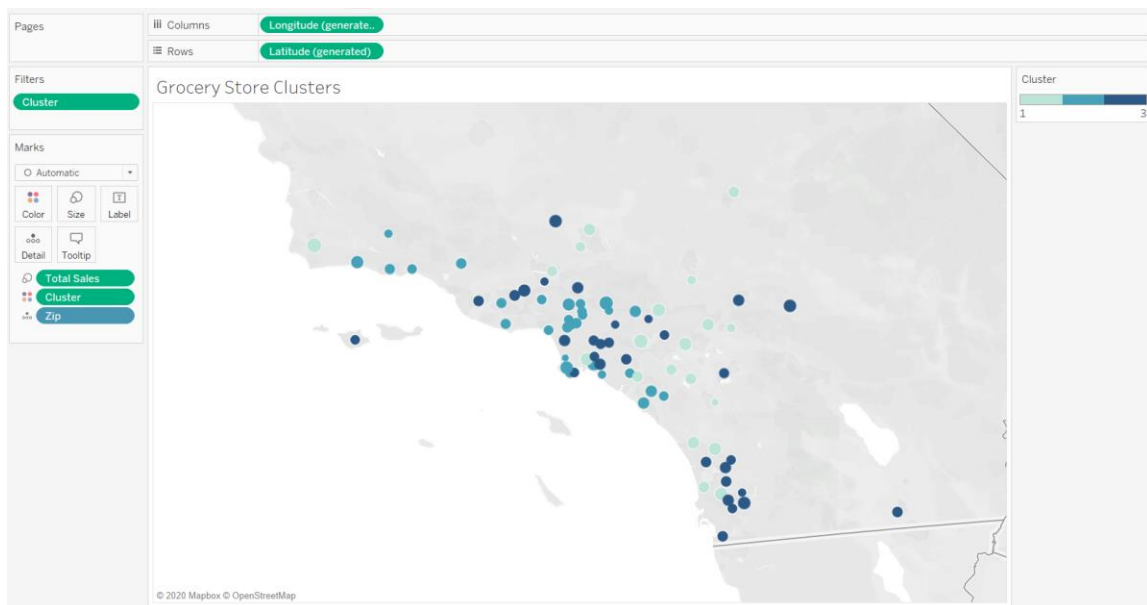 Pages
Columns
Longitude (generate..
Rows
Latitude (generated)
Filters
Cluster
Marks
Automatic
Color
Size
Label
Detail
Tooltip
Total Sales
Cluster
Zip
Grocery Store Clusters
© 2020 Mapbox © OpenStreetMap
Cluster
1 3